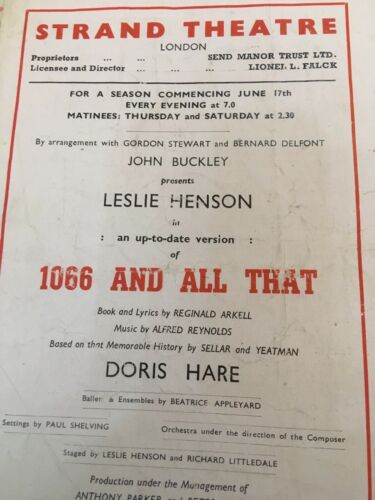 STRAND THEATRE
LONDON
Proprietors ... ... SEND MANOR TRUST LTD.
Licensee and Director ... ... ... LIONEL L. FALCK
FOR A SEASON COMMENCING JUNE 17th
EVERY EVENING at 7.0
MATINEES: THURSDAY and SATURDAY at 2.30
By arrangement with GORDON STEWART and BERNARD DELFONT
JOHN BUCKLEY
presents
LESLIE HENSON
in
: an up-to-date version :
of
1066 AND ALL THAT
Book and Lyrics by REGINALD ARKELL
Music by ALFRED REYNOLDS
Based on that Memorable History by SELLAR and YEATMAN
DORIS HARE
Ballets & Ensembles by BEATRICE APPLEYARD
Settings by PAUL SHELVING Orchestra under the direction of the Composer
Staged by LESLIE HENSON and RICHARD LITTLEDALE
Production under the Management of
ANTHONY PARKER and